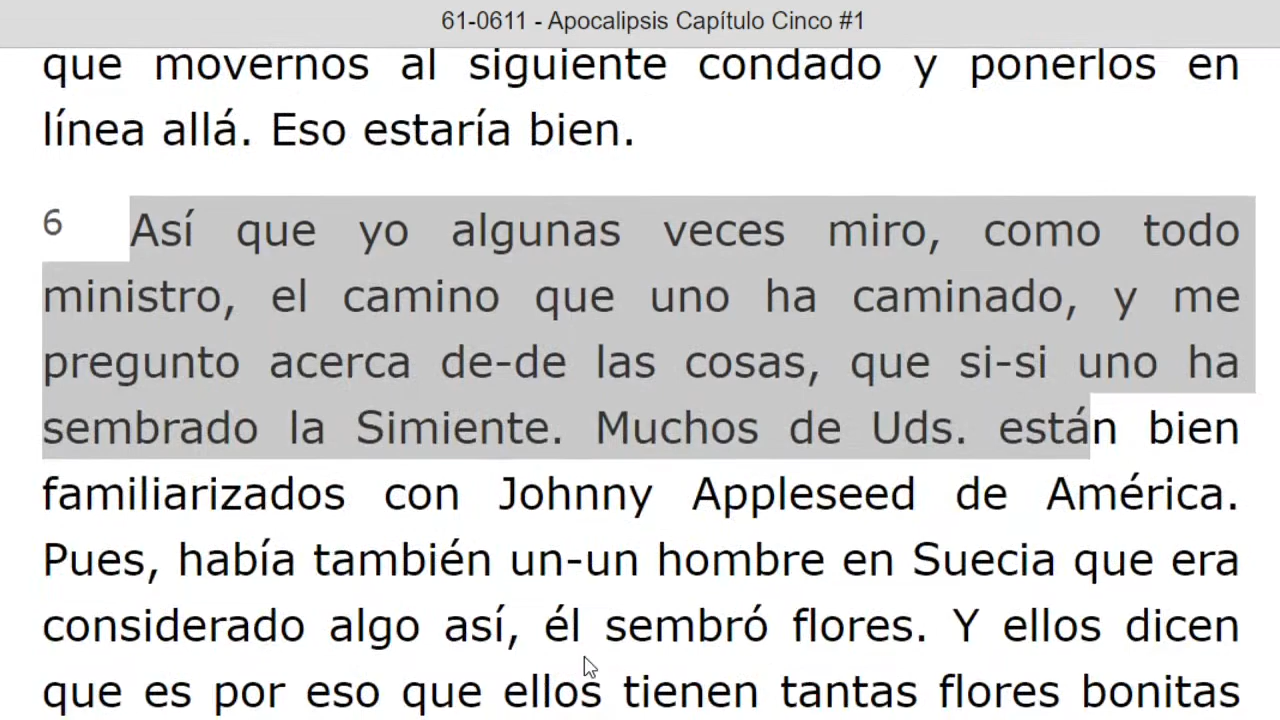 61-0611 - Apocalipsis Capítulo Cinco #1
que movernos al siguiente condado y ponerlos en
línea allá. Eso estaría bien.
6 Así que yo algunas veces miro, como todo
ministro, el camino que uno ha caminado, y me
pregunto acerca de-de las cosas, que si-si uno ha
sembrado la Simiente. Muchos de Uds. están bien
familiarizados con Johnny Appleseed de América.
Pues, había también un-un hombre en Suecia que era
considerado algo así, él sembró flores. Y ellos dicen
que es por eso que ellos tienen tantas flores bonitas